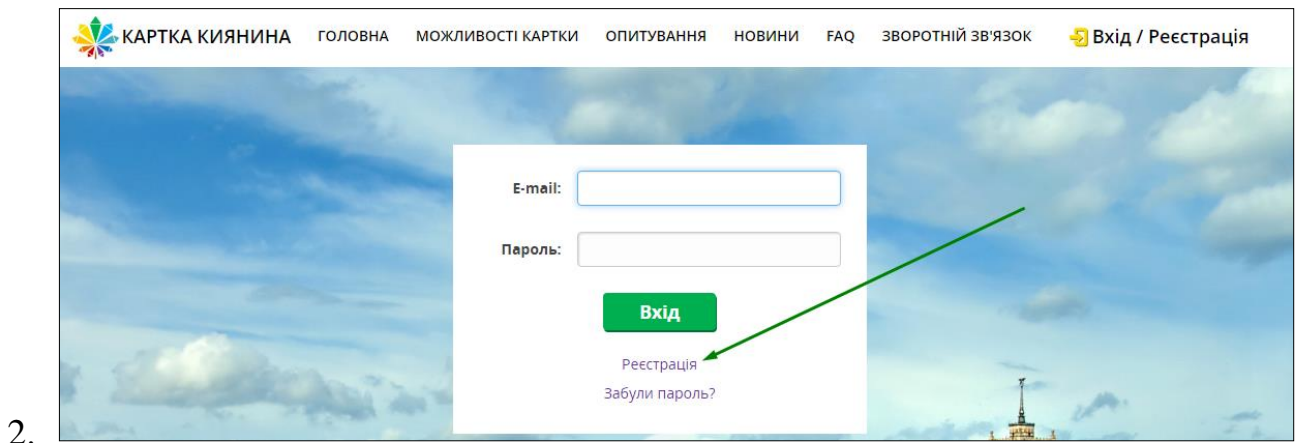 КАРТКА КИЯНИНА ГОЛОВНА МОЖЛИВОСТІ КАРТКИ ОПИТУВАННЯ НОВИНИ FAQ ЗВОРОТНІЙ ЗВ'ЯЗОК Вхід / Реєстрація
E-mail:
Пароль:
Вхід
Реєстрація
Забули пароль?
2.